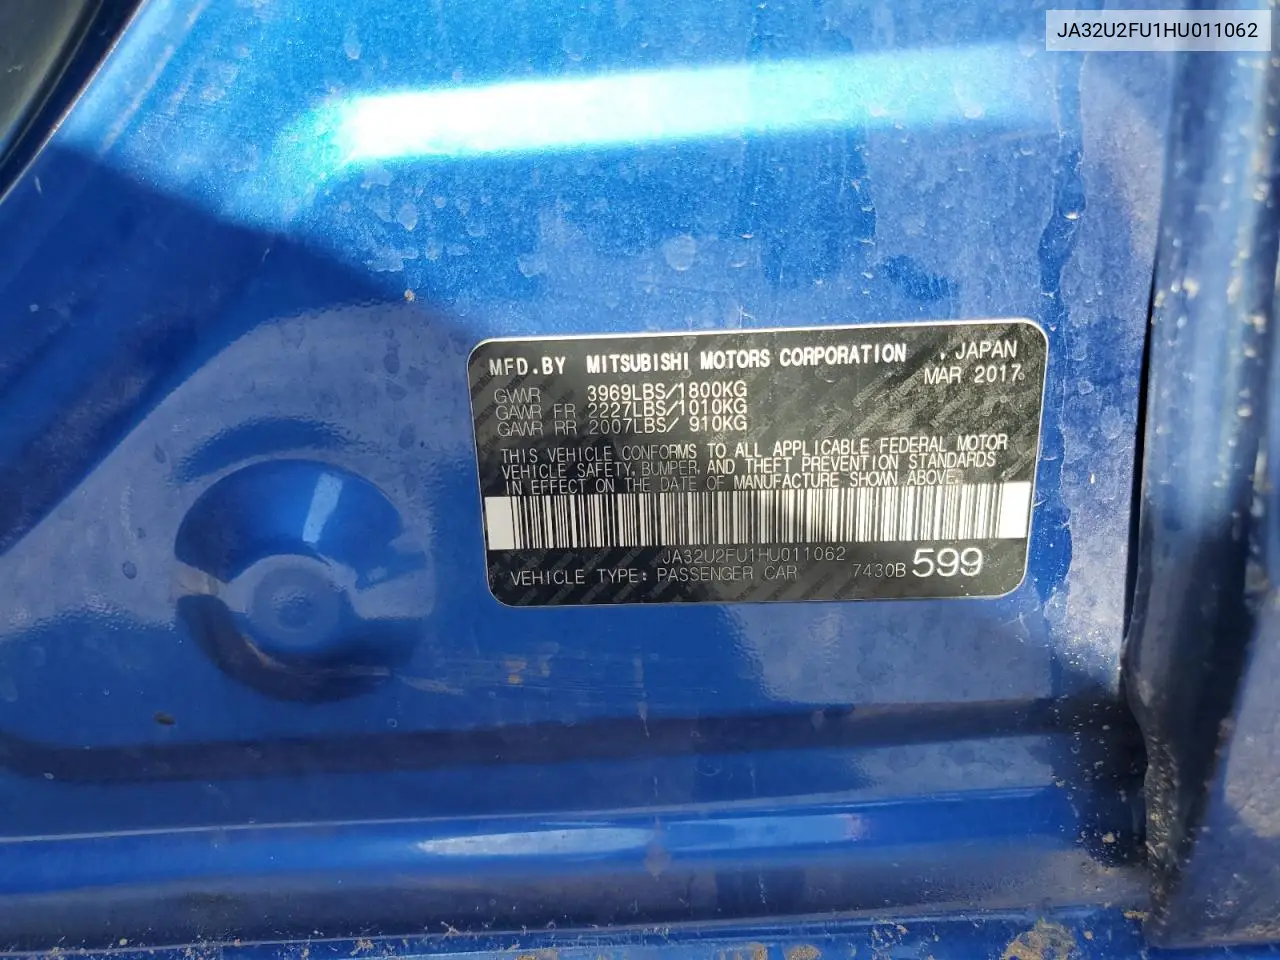 JA32U2FU1HU011062
MFD.BY MITSUBISHI MOTORS CORPORATION , JAPAN
MAR 2017
GVWR 3969LBS/1800KG
GAWR FR 2227LBS/1010KG
GAWR RR 2007LBS/ 910KG
THIS VEHICLE CONFORMS TO ALL APPLICABLE FEDERAL MOTOR
VEHICLE SAFETY, BUMPER, AND THEFT PREVENTION STANDARDS
IN EFFECT ON THE DATE OF MANUFACTURE SHOWN ABOVE.
JA32U2FU1HU011062
VEHICLE TYPE: PASSENGER CAR 7430B 599